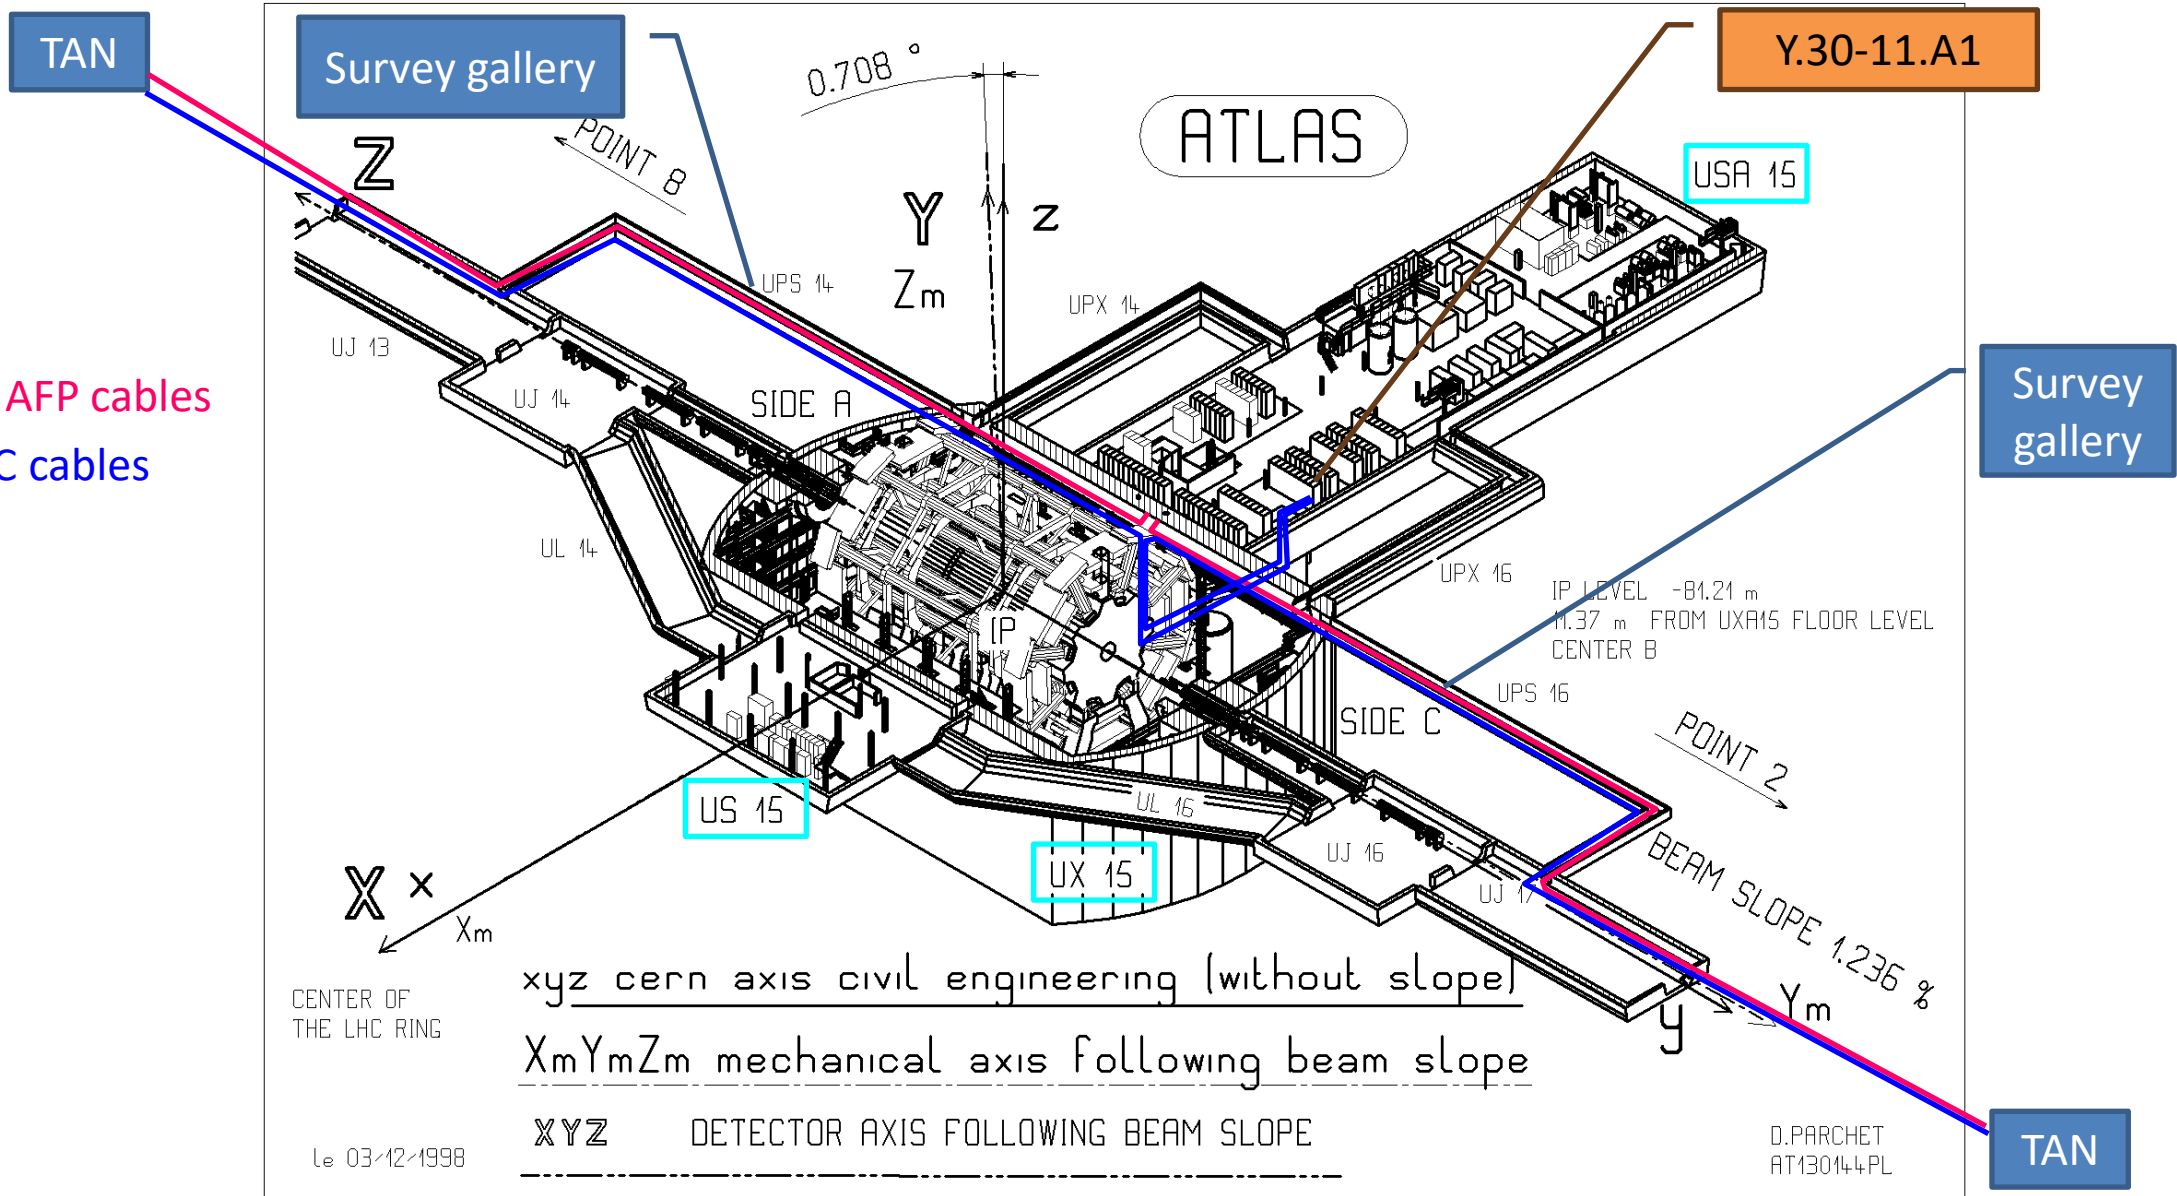 TAN
Survey gallery
0.708 °
Y.30-11.A1
ATLAS
POINT 8
Z
USA 15
Y
z
Zm
UPS 14
UPX 14
UJ 13
AFP cables
C cables
UJ 14
SIDE A
Survey
gallery
UL 14
UPX 16
IP LEVEL -81.21 m
11.37 m FROM UXA15 FLOOR LEVEL
CENTER B
IP
UPS 16
SIDE C
POINT 2
US 15
UL 16
UJ 16
UX 15
UJ 17
BEAM SLOPE 1.236 %
X x
Xm
xyz cern axis civil engineering (without slope)
CENTER OF
THE LHC RING
Ym
y
XmYmZm mechanical axis following beam slope
XYZ DETECTOR AXIS FOLLOWING BEAM SLOPE
le 03/12/1998
D.PARCHET
AT130144PL
TAN